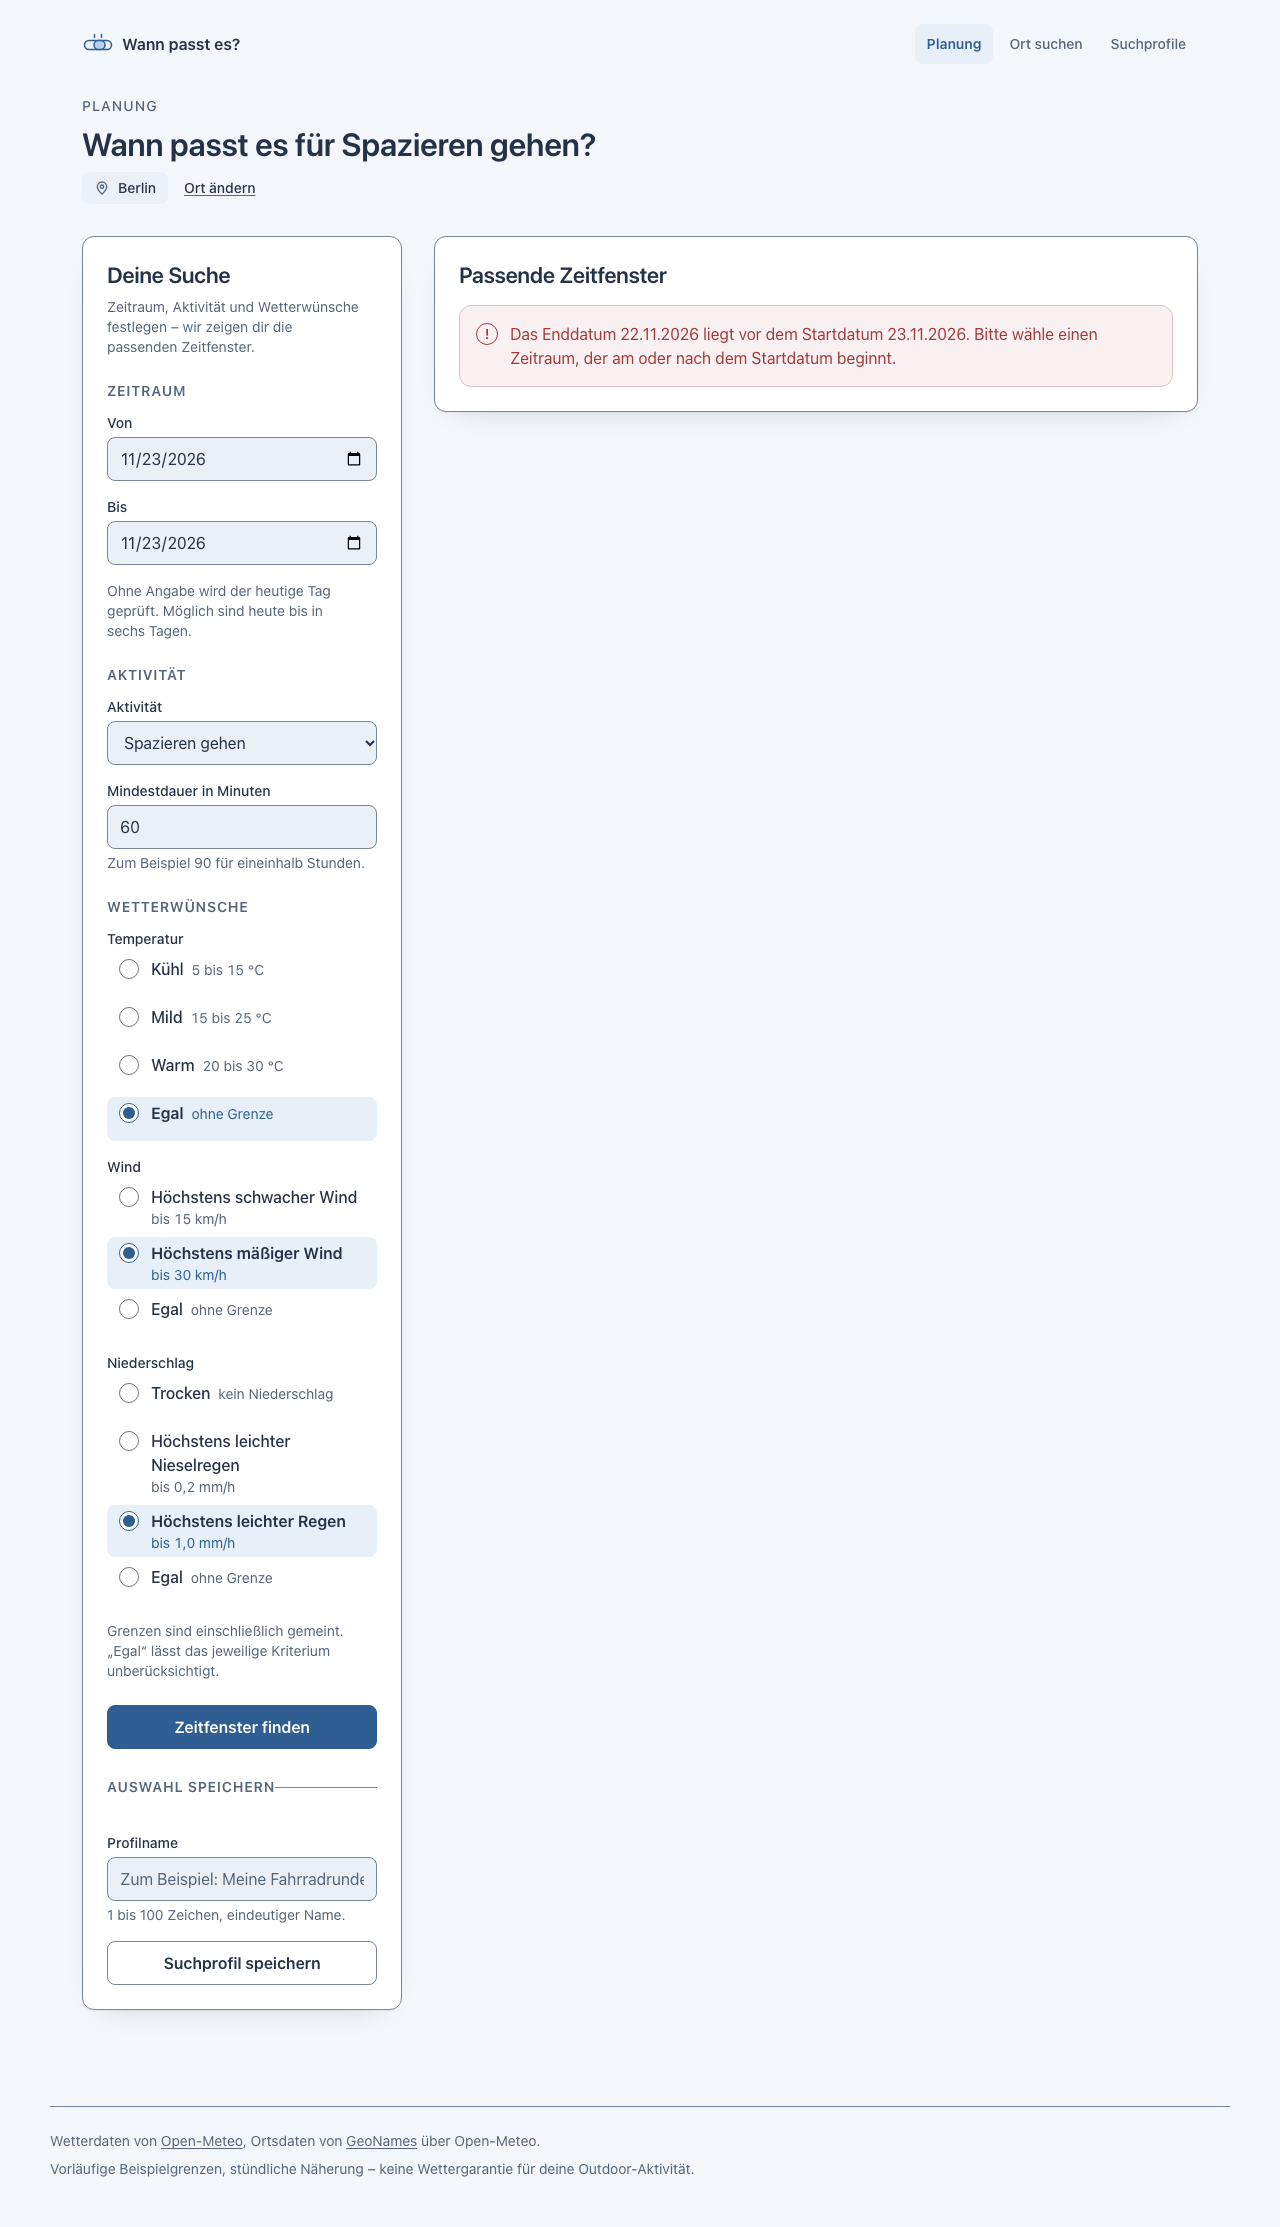 Wann passt es?
Planung
Ort suchen
Suchprofile
PLANUNG
Wann passt es für Spazieren gehen?
Berlin
Ort ändern
Deine Suche
Zeitraum, Aktivität und Wetterwünsche
festlegen – wir zeigen dir die
passenden Zeitfenster.
ZEITRAUM
Von
11/23/2026
Bis
11/23/2026
Ohne Angabe wird der heutige Tag
geprüft. Möglich sind heute bis in
sechs Tagen.
AKTIVITÄT
Aktivität
Spazieren gehen
Mindestdauer in Minuten
60
Zum Beispiel 90 für eineinhalb Stunden.
WETTERWÜNSCHE
Temperatur
Kühl 5 bis 15 °C
Mild 15 bis 25 °C
Warm 20 bis 30 °C
Egal ohne Grenze
Wind
Höchstens schwacher Wind
bis 15 km/h
Höchstens mäßiger Wind
bis 30 km/h
Egal ohne Grenze
Niederschlag
Trocken kein Niederschlag
Höchstens leichter
Nieselregen
bis 0,2 mm/h
Höchstens leichter Regen
bis 1,0 mm/h
Egal ohne Grenze
Grenzen sind einschließlich gemeint.
„Egal“ lässt das jeweilige Kriterium
unberücksichtigt.
Zeitfenster finden
AUSWAHL SPEICHERN
Profilname
Zum Beispiel: Meine Fahrradrunde
1 bis 100 Zeichen, eindeutiger Name.
Suchprofil speichern
Passende Zeitfenster
Das Enddatum 22.11.2026 liegt vor dem Startdatum 23.11.2026. Bitte wähle einen
Zeitraum, der am oder nach dem Startdatum beginnt.
Wetterdaten von Open-Meteo, Ortsdaten von GeoNames über Open-Meteo.
Vorläufige Beispielgrenzen, stündliche Näherung – keine Wettergarantie für deine Outdoor-Aktivität.